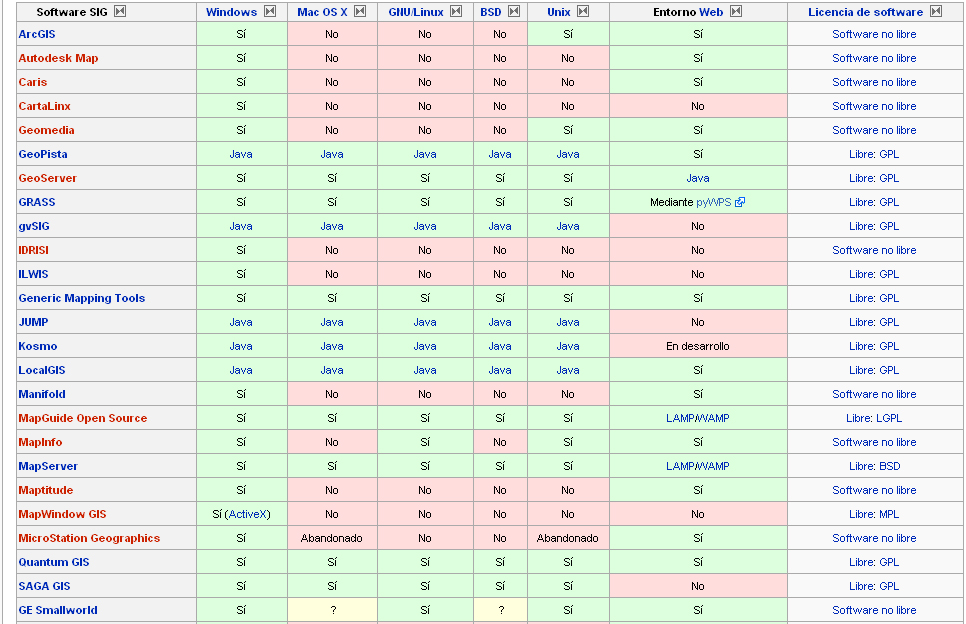 Software SIG Windows Mac OS X GNU/Linux BSD Unix Entorno Web Licencia de software
ArcGIS Sí No No No Sí Sí Software no libre
Autodesk Map Sí No No No No Sí Software no libre
Caris Sí No No No No Sí Software no libre
CartaLinx Sí No No No No No Software no libre
Geomedia Sí No No No Sí Sí Software no libre
GeoPista Java Java Java Java Java Sí Libre: GPL
GeoServer Sí Sí Sí Sí Sí Java Libre: GPL
GRASS Sí Sí Sí Sí Sí Mediante pyWPS Libre: GPL
gvSIG Java Java Java Java Java No Libre: GPL
IDRISI Sí No No No No No Software no libre
ILWIS Sí No No No No No Libre: GPL
Generic Mapping Tools Sí Sí Sí Sí Sí Sí Libre: GPL
JUMP Java Java Java Java Java No Libre: GPL
Kosmo Java Java Java Java Java En desarrollo Libre: GPL
LocalGIS Java Java Java Java Java Sí Libre: GPL
Manifold Sí No No No No Sí Software no libre
MapGuide Open Source Sí Sí Sí Sí Sí LAMP/WAMP Libre: LGPL
MapInfo Sí No Sí No Sí Sí Software no libre
MapServer Sí Sí Sí Sí Sí LAMP/WAMP Libre: BSD
Maptitude Sí No No No No Sí Software no libre
MapWindow GIS Sí (ActiveX) No No No No No Libre: MPL
MicroStation Geographics Sí Abandonado No No Abandonado Sí Software no libre
Quantum GIS Sí Sí Sí Sí Sí Sí Libre: GPL
SAGA GIS Sí Sí Sí Sí Sí No Libre: GPL
GE Smallworld Sí ? Sí ? Sí Sí Software no libre